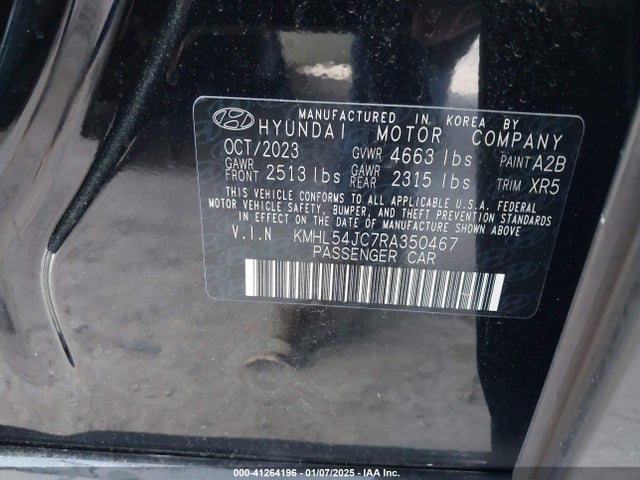 MANUFACTURED IN KOREA BY
HYUNDAI MOTOR COMPANY
OCT/2023 GVWR 4663 lbs PAINT A2B
GAWR FRONT 2513 lbs GAWR REAR 2315 lbs TRIM XR5
THIS VEHICLE CONFORMS TO ALL APPLICABLE U.S.A. FEDERAL
MOTOR VEHICLE SAFETY, BUMPER, AND THEFT PREVENTION STANDARDS
IN EFFECT ON THE DATE OF MANUFACTURE SHOWN ABOVE.
V.I.N KMHL54JC7RA350467
PASSENGER CAR
000-41264196 - 01/07/2025 - IAA Inc.